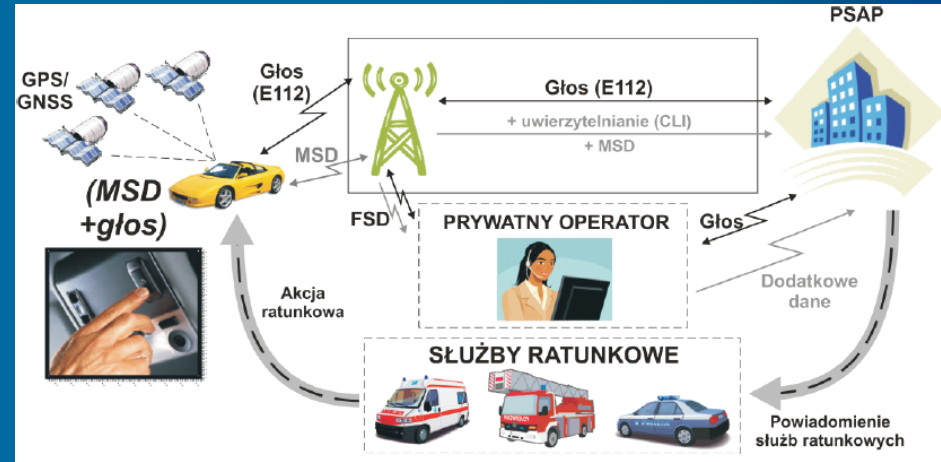 PSAP
GPS/
GNSS
Głos
(E112)
Głos (E112)
+ uwierzytelnianie (CLI)
+ MSD
MSD
(MSD
+głos)
FSD
PRYWATNY OPERATOR
Głos
Dodatkowe
dane
Akcja
ratunkowa
SŁUŻBY RATUNKOWE
Powiadomienie
służb ratunkowych